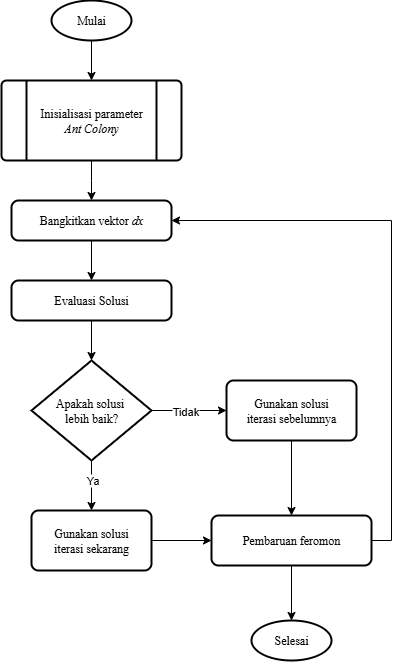 Mulai
Inisialisasi parameter
Ant Colony
Bangkitkan vektor dx
Evaluasi Solusi
Apakah solusi
lebih baik?
Tidak
Gunakan solusi
iterasi sebelumnya
Ya
Gunakan solusi
iterasi sekarang
Pembaruan feromon
Selesai